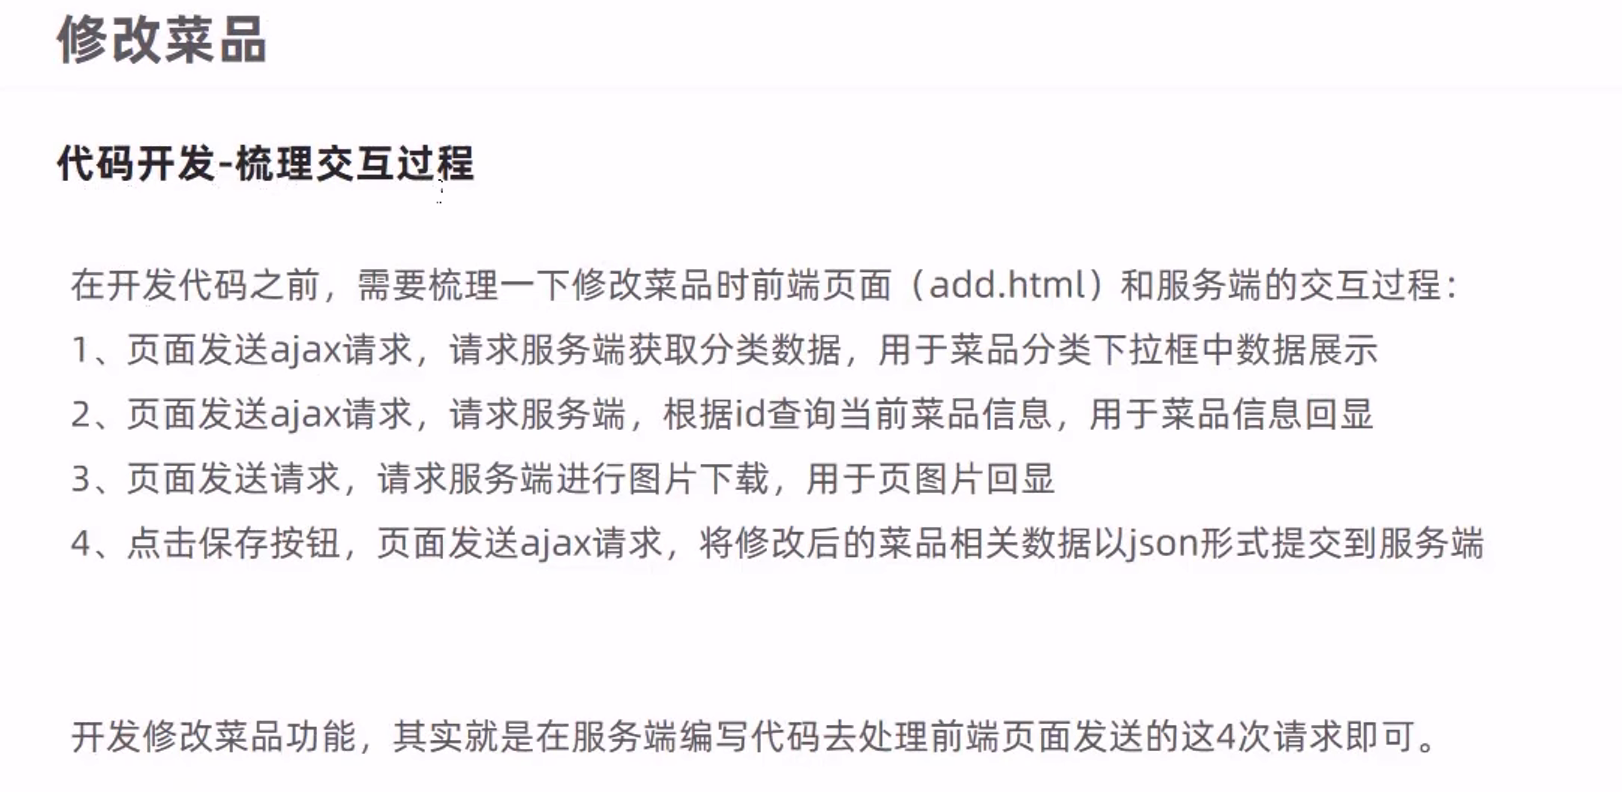 修改菜品
代码开发-梳理交互过程
在开发代码之前，需要梳理一下修改菜品时前端页面（add.html）和服务端的交互过程：
1、页面发送ajax请求，请求服务端获取分类数据，用于菜品分类下拉框中数据展示
2、页面发送ajax请求，请求服务端，根据id查询当前菜品信息，用于菜品信息回显
3、页面发送请求，请求服务端进行图片下载，用于页图片回显
4、点击保存按钮，页面发送ajax请求，将修改后的菜品相关数据以json形式提交到服务端
开发修改菜品功能，其实就是在服务端编写代码去处理前端页面发送的这4次请求即可。